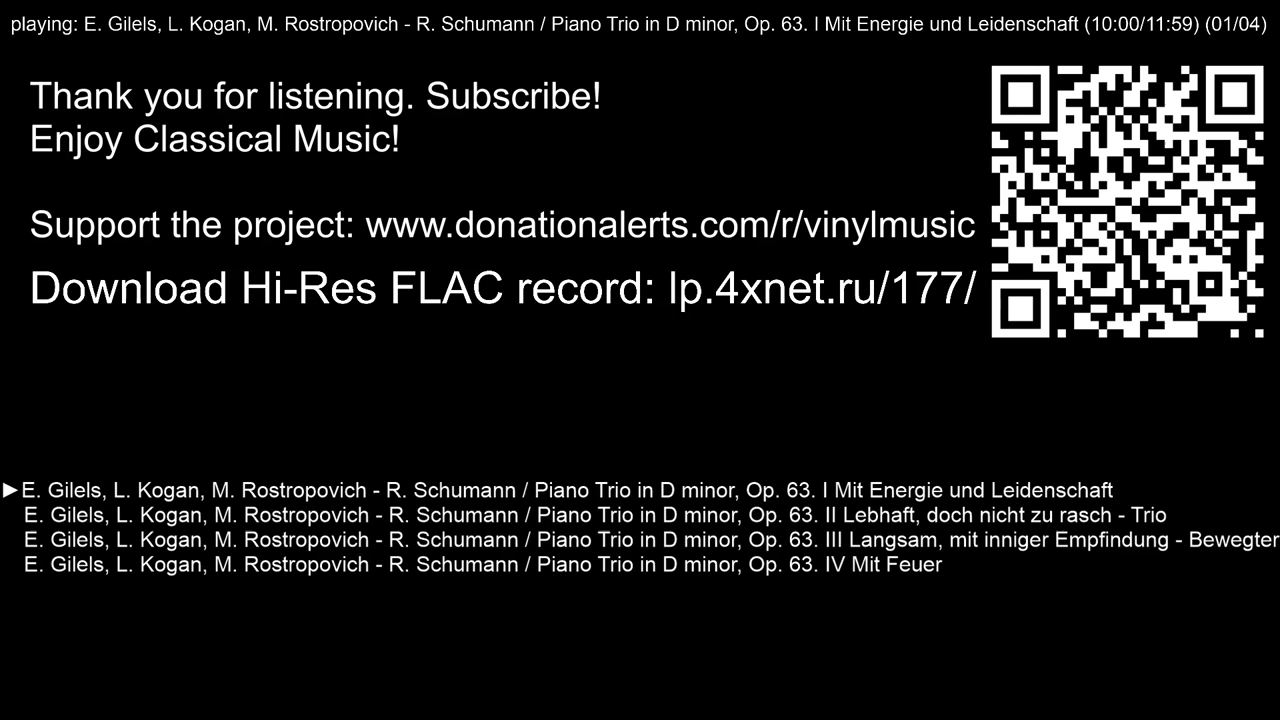 playing: E. Gilels, L. Kogan, M. Rostropovich - R. Schumann / Piano Trio in D minor, Op. 63. I Mit Energie und Leidenschaft (10:00/11:59) (01/04)
Thank you for listening. Subscribe!
Enjoy Classical Music!
Support the project: www.donationalerts.com/r/vinylmusic
Download Hi-Res FLAC record: lp.4xnet.ru/177/
►E. Gilels, L. Kogan, M. Rostropovich - R. Schumann / Piano Trio in D minor, Op. 63. I Mit Energie und Leidenschaft
E. Gilels, L. Kogan, M. Rostropovich - R. Schumann / Piano Trio in D minor, Op. 63. II Lebhaft, doch nicht zu rasch - Trio
E. Gilels, L. Kogan, M. Rostropovich - R. Schumann / Piano Trio in D minor, Op. 63. III Langsam, mit inniger Empfindung - Bewegter
E. Gilels, L. Kogan, M. Rostropovich - R. Schumann / Piano Trio in D minor, Op. 63. IV Mit Feuer